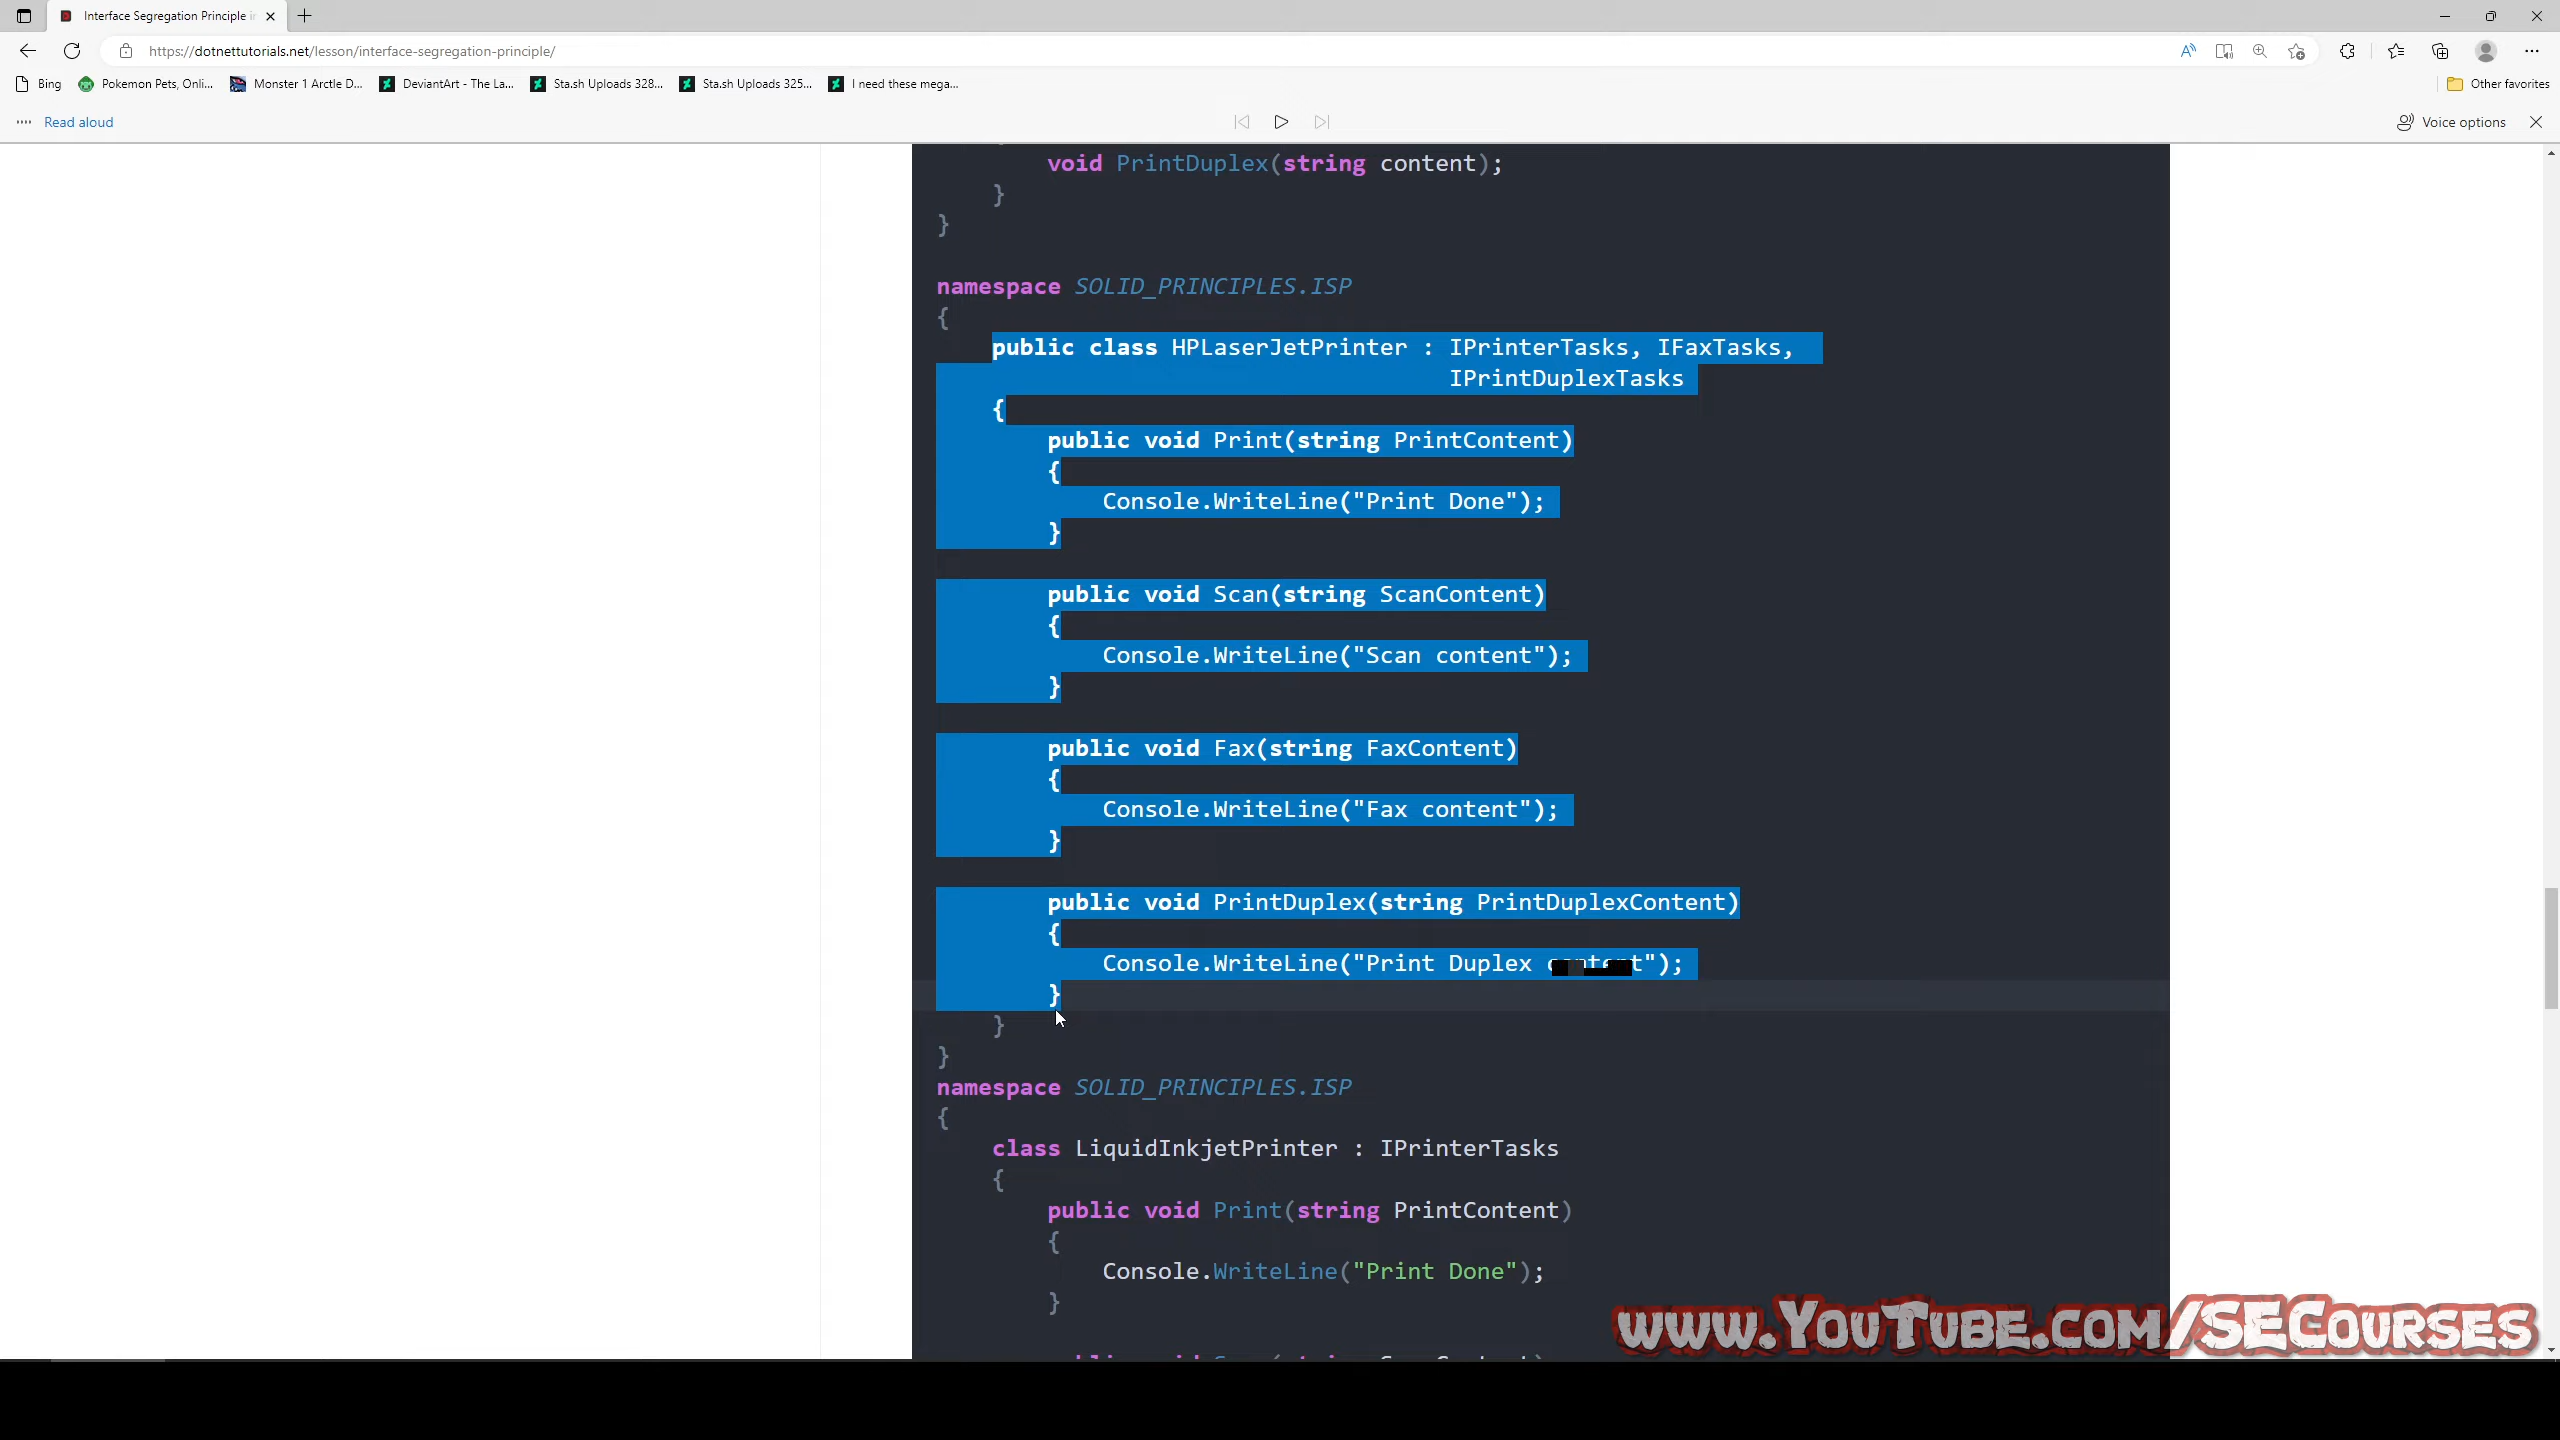 Interface Segregation Principle i
https://dotnettutorials.net/lesson/interface-segregation-principle/
Bing
Pokemon Pets, Onli...
Monster 1 Arctle D...
DeviantArt - The La...
Sta.sh Uploads 328...
Sta.sh Uploads 325...
I need these mega...
Other favorites
Read aloud
Voice options
void PrintDuplex(string content);
}
}
namespace SOLID_PRINCIPLES.ISP
{
public class HPLaserJetPrinter : IPrinterTasks, IFaxTasks,
IPrintDuplexTasks
{
public void Print(string PrintContent)
{
Console.WriteLine("Print Done");
}
public void Scan(string ScanContent)
{
Console.WriteLine("Scan content");
}
public void Fax(string FaxContent)
{
Console.WriteLine("Fax content");
}
public void PrintDuplex(string PrintDuplexContent)
{
Console.WriteLine("Print Duplex content");
}
}
}
namespace SOLID_PRINCIPLES.ISP
{
class LiquidInkjetPrinter : IPrinterTasks
{
public void Print(string PrintContent)
{
Console.WriteLine("Print Done");
}
www.YouTube.com/SECourses